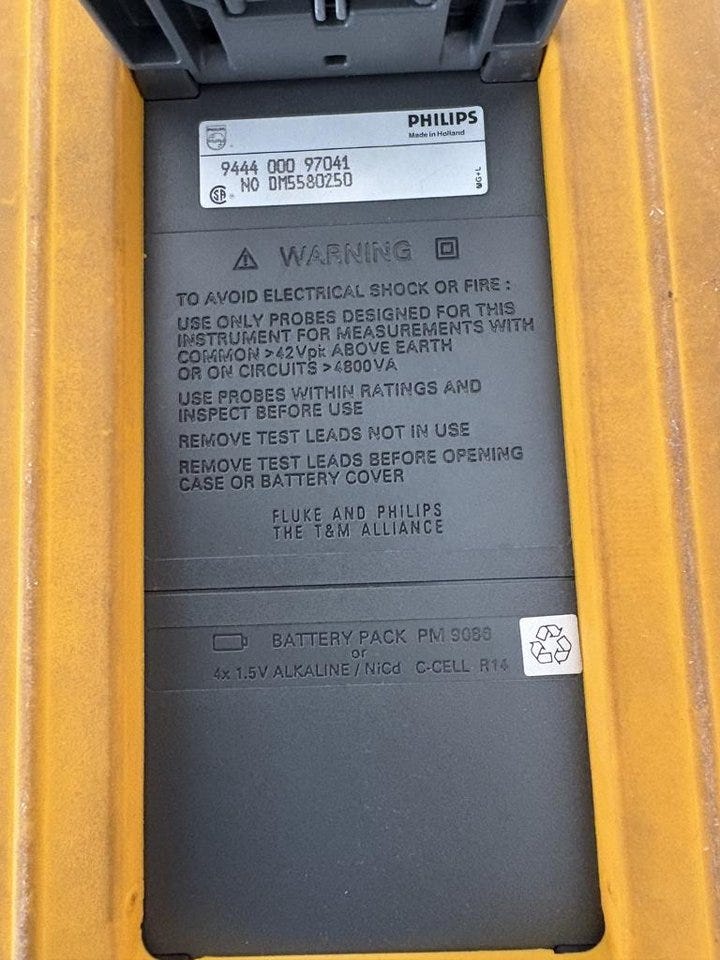 PHILIPS
Made in Holland
9444 000 97041
NO DM5580250
WARNING
TO AVOID ELECTRICAL SHOCK OR FIRE :
USE ONLY PROBES DESIGNED FOR THIS
INSTRUMENT FOR MEASUREMENTS WITH
COMMON >42Vpk ABOVE EARTH
OR ON CIRCUITS >4800VA
USE PROBES WITHIN RATINGS AND
INSPECT BEFORE USE
REMOVE TEST LEADS NOT IN USE
REMOVE TEST LEADS BEFORE OPENING
CASE OR BATTERY COVER
FLUKE AND PHILIPS
THE T&M ALLIANCE
BATTERY PACK PM 9086
or
4x 1.5V ALKALINE / NiCd C-CELL R14